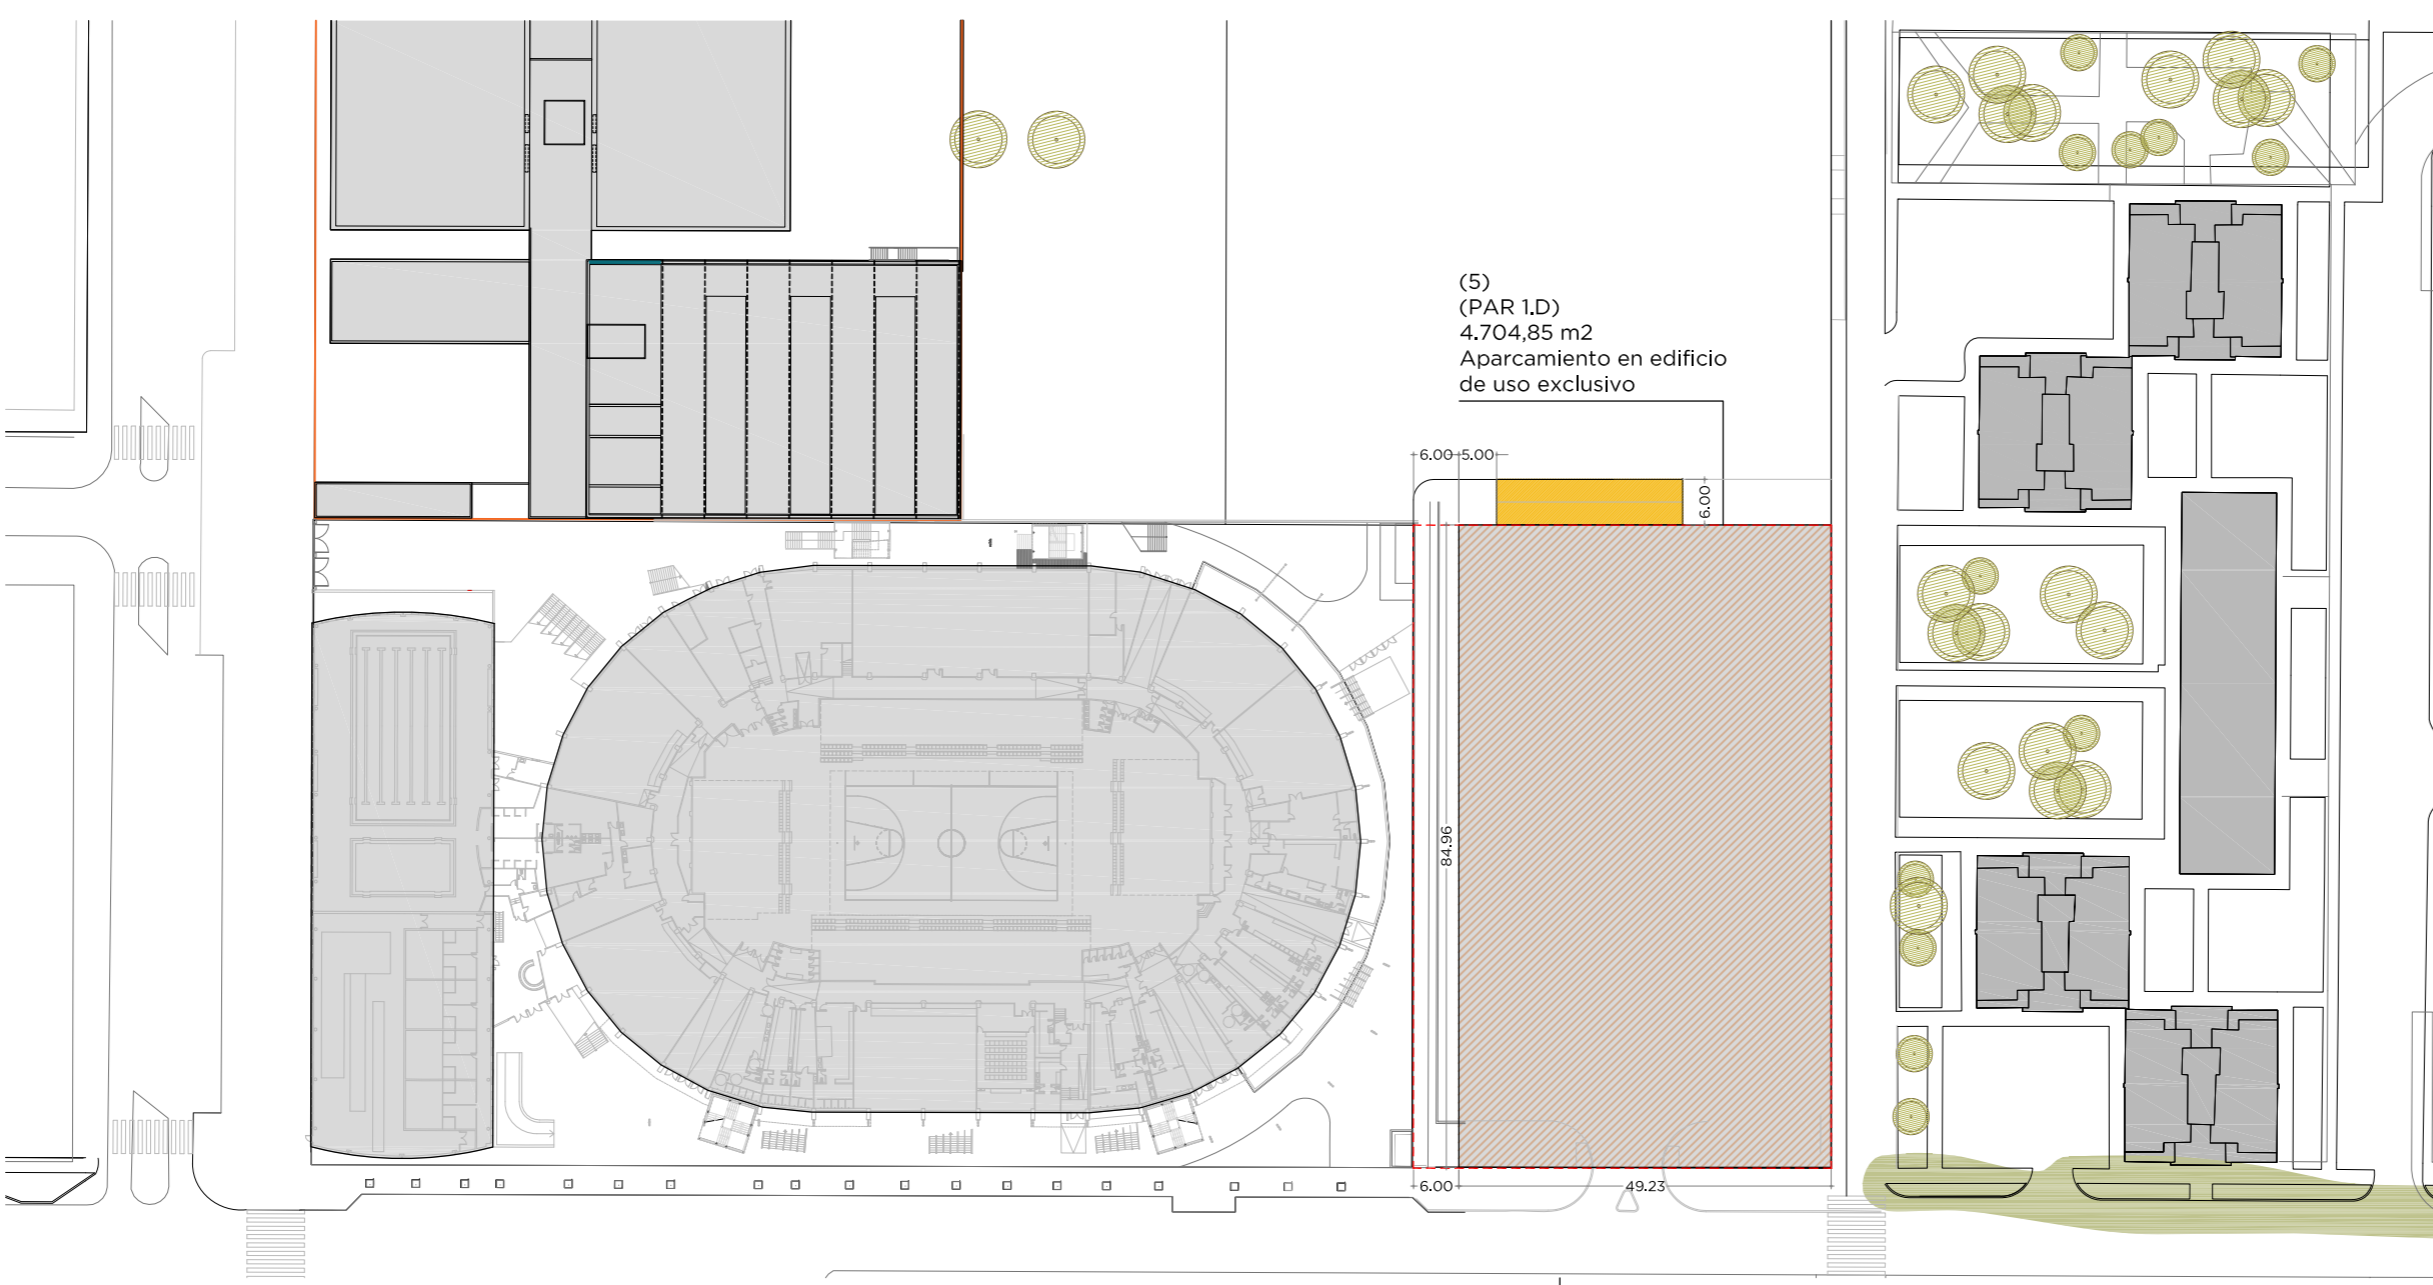 (5)
(PAR 1.D)
4.704,85 m2
Aparcamiento en edificio
de uso exclusivo
6.00 5.00
6.00
84.96
6.00 49.23